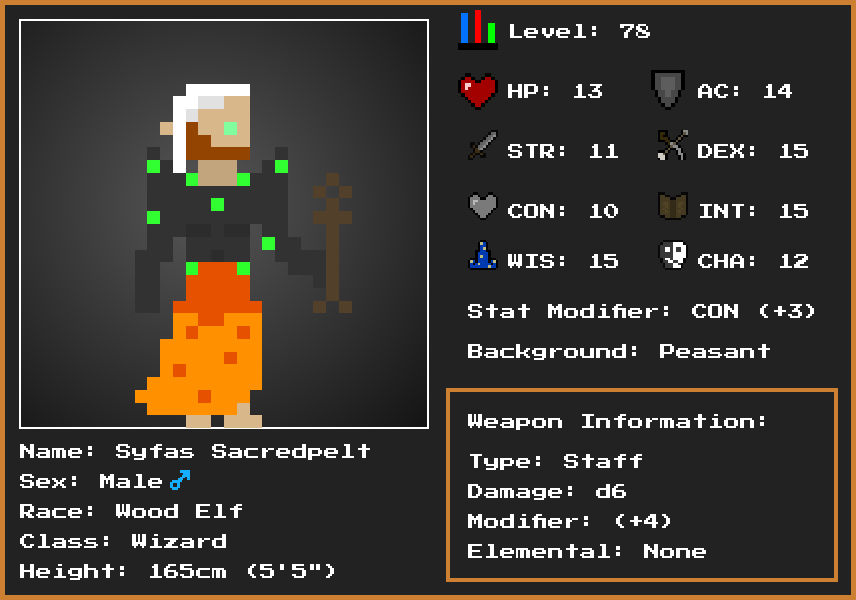 Level: 78
HP: 13 AC: 14
STR: 11 DEX: 15
CON: 10 INT: 15
WIS: 15 CHA: 12
Stat Modifier: CON (+3)
Background: Peasant
Weapon Information:
Type: Staff
Damage: d6
Modifier: (+4)
Elemental: None
Name: Syfas Sacredpelt
Sex: Male ♂
Race: Wood Elf
Class: Wizard
Height: 165cm (5'5")